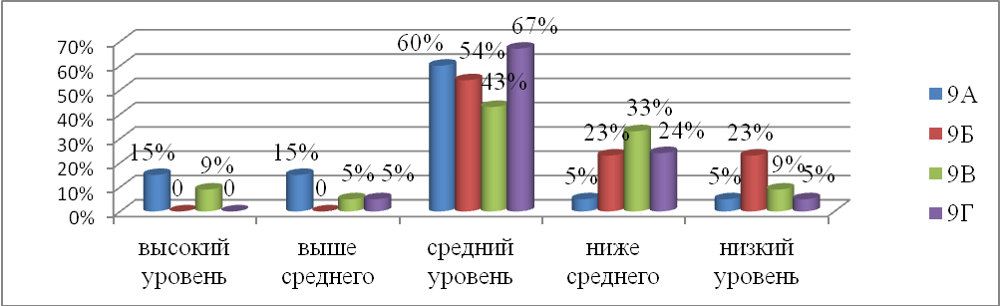 70%
60%
50%
40%
30%
20%
10%
0%
15%
0
9%
0
15%
0
5%
5%
60%
54%
43%
67%
5%
23%
33%
24%
5%
23%
9%
5%
высокий
уровень
выше
среднего
средний
уровень
ниже
среднего
низкий
уровень
9А
9Б
9В
9Г